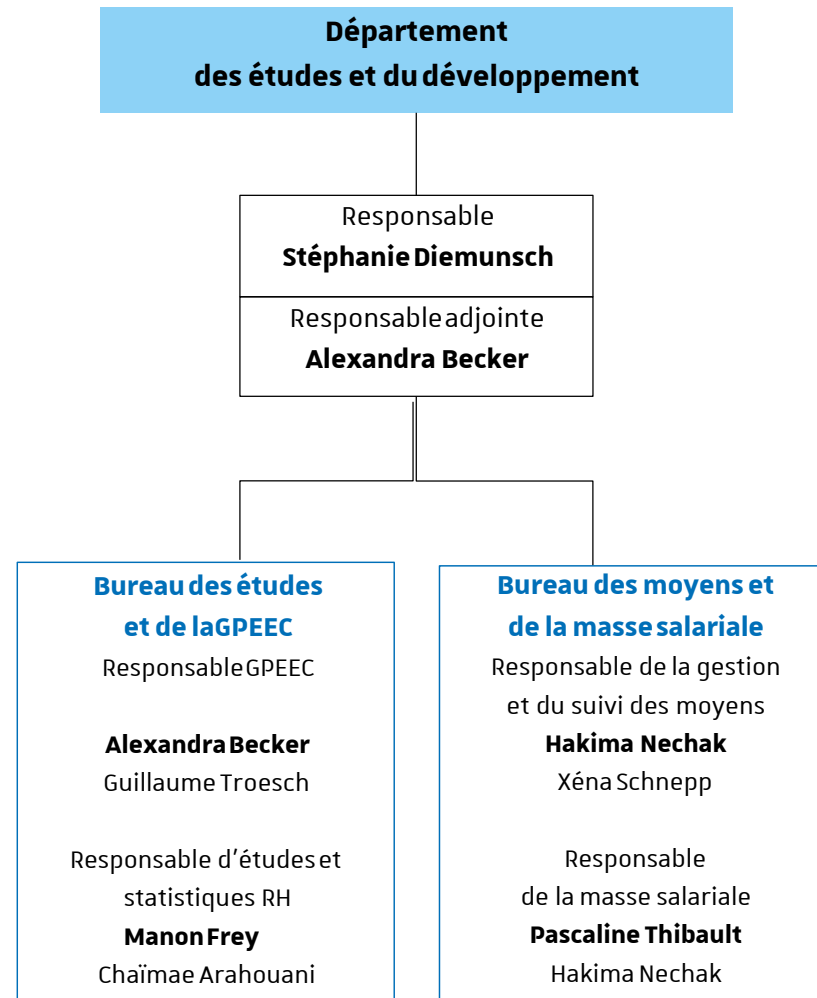 Département
des études et du développement
Responsable
Stéphanie Diemunsch
Responsable adjointe
Alexandra Becker
Bureau des études
et de la GPEEC
Responsable GPEEC
Alexandra Becker
Guillaume Troesch
Responsable d'études et
statistiques RH
Manon Frey
Chaïmae Arahouani
Bureau des moyens et
de la masse salariale
Responsable de la gestion
et du suivi des moyens
Hakima Nechak
Xéna Schnepp
Responsable
de la masse salariale
Pascaline Thibault
Hakima Nechak